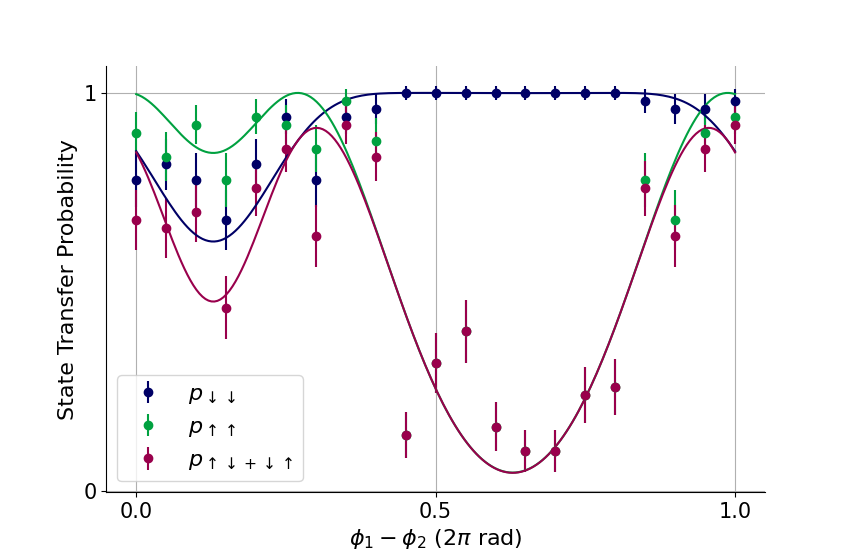 State Transfer Probability
1
0
p↓↓
p↑↑
p↑↓+↓↑
0.0 0.5 1.0
ϕ₁ − ϕ₂ (2π rad)